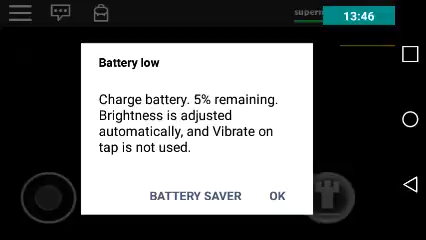 13:46
Battery low
Charge battery. 5% remaining.
Brightness is adjusted
automatically, and Vibrate on
tap is not used.
BATTERY SAVER OK